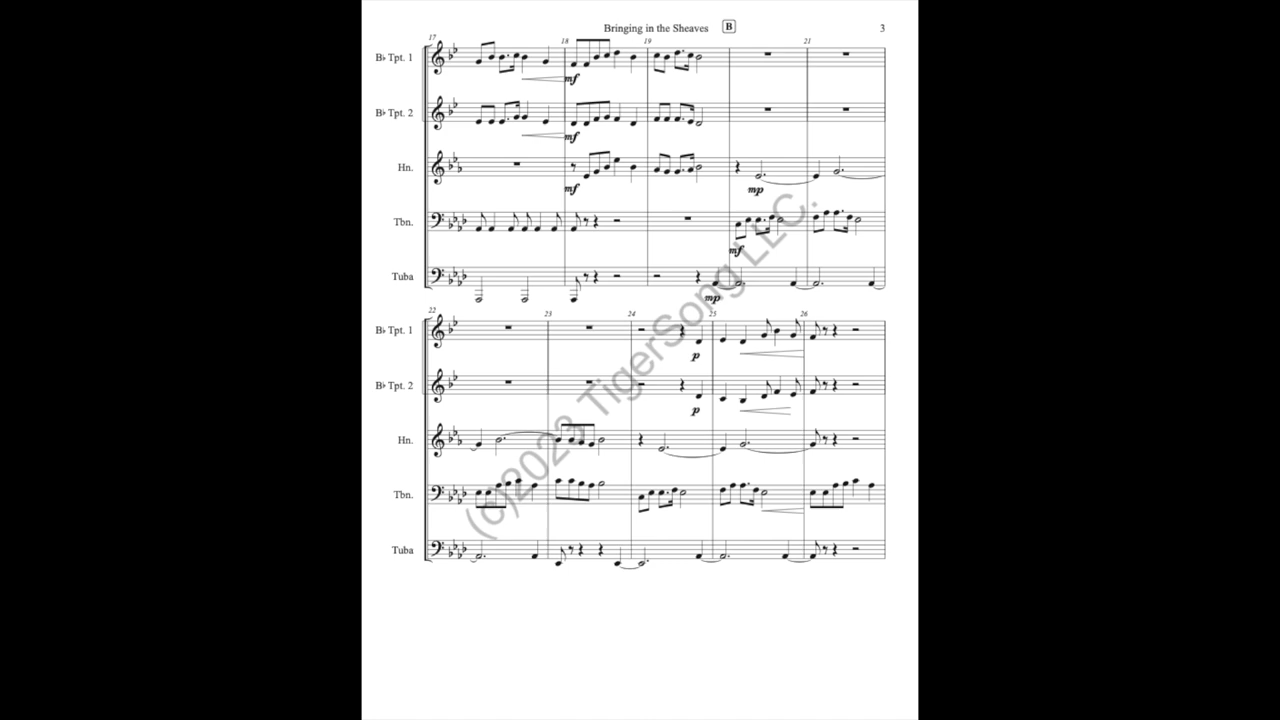 Bringing in the Sheaves B 3
17 18 19 21
B♭ Tpt. 1
mf
B♭ Tpt. 2
mf
Hn.
mf mp
Tbn.
mf
Tuba
mp
(c)2023 TigerSong LLC.
22 23 24 25 26
B♭ Tpt. 1
p
B♭ Tpt. 2
p
Hn.
Tbn.
Tuba